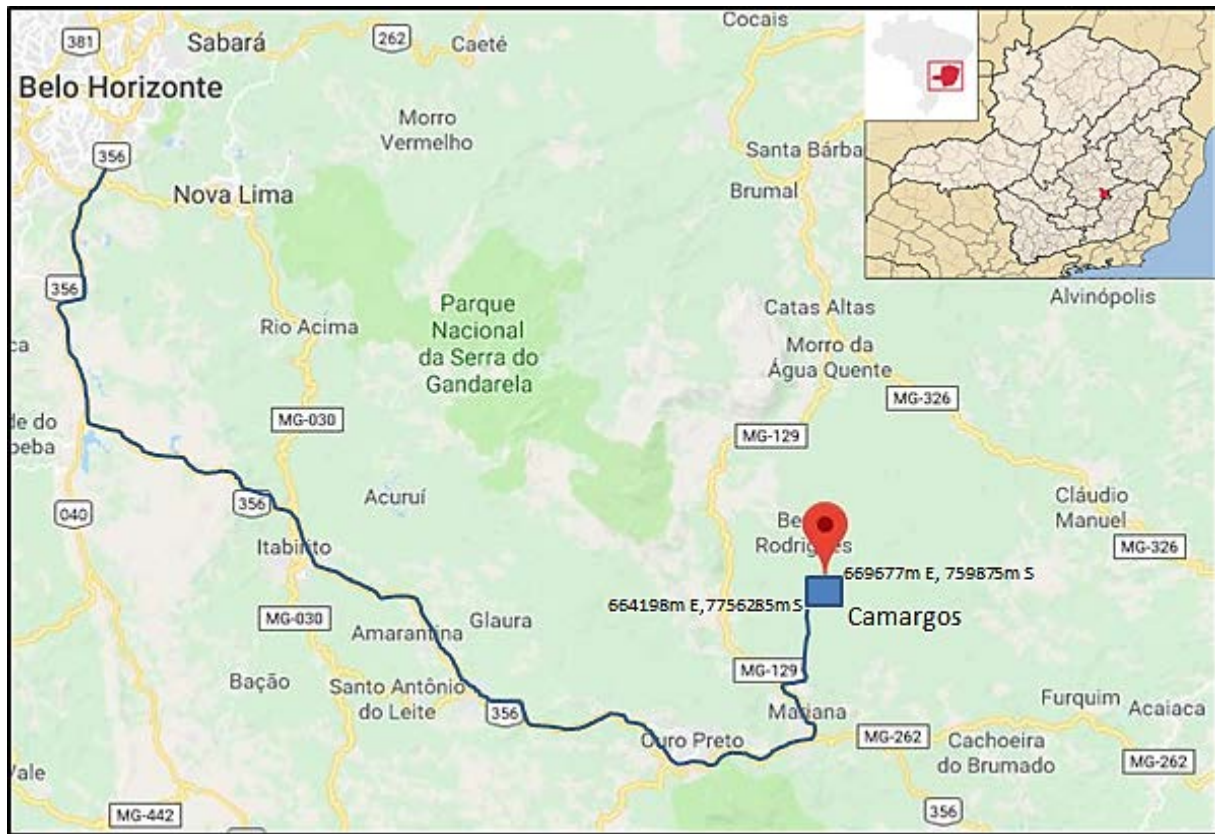 381
Sabará
262
Caeté
Cocais
Belo Horizonte
Morro
Vermelho
356
Santa Bárba
Brumal
Nova Lima
356
Rio Acima
Parque
Nacional
da Serra do
Gandarela
Catas Altas
Alvinópolis
Morro da
Água Quente
ca
MG-326
de do
peba
MG-030
MG-129
040
356
Acuruí
Cláudio
Manuel
Be
Rodrigues
MG-326
Itabirito
669677m E, 759875m S
664198m E, 7756285m S
Camargos
MG-030
Amarantina
Glaura
MG-129
Bação
Santo Antônio
do Leite
356
Mariana
Furquim
Acaiaca
Ouro Preto
MG-262
Cachoeira
do Brumado
MG-262
Vale
MG-442
356